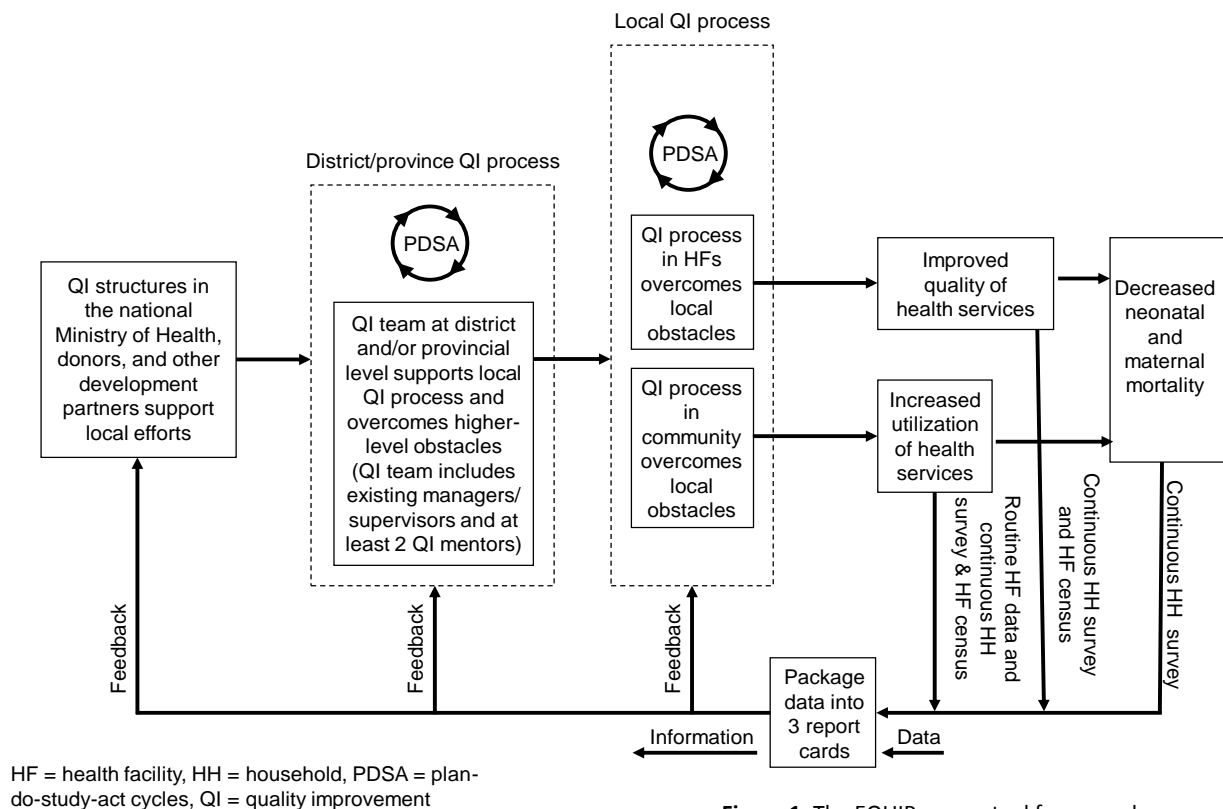 Local QI process
PDSA
District/province QI process
PDSA
QI structures in
the national
Ministry of Health,
donors, and other
development
partners support
local efforts
QI team at district
and/or provincial
level supports local
QI process and
overcomes higher-
level obstacles
(QI team includes
existing managers/
supervisors and at
least 2 QI mentors)
QI process
in HFs
overcomes
local
obstacles
QI process
in
community
overcomes
local
obstacles
Improved
quality of
health services
Increased
utilization
of health
services
Decreased
neonatal
and
maternal
mortality
Routine HF data and
continuous HH
survey & HF census
Continuous HH survey
and HF census
Continuous HH survey
Feedback
Feedback
Feedback
Package
data into
3 report
cards
Information
Data
HF = health facility, HH = household, PDSA = plan-
do-study-act cycles, QI = quality improvement